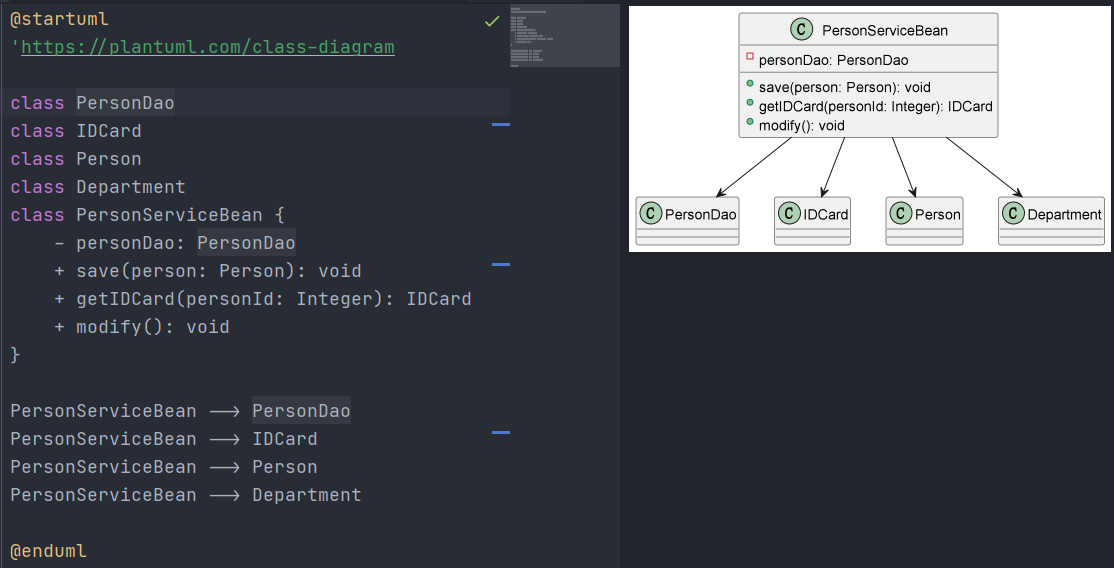 @startuml
'https://plantuml.com/class-diagram
class PersonDao
class IDCard
class Person
class Department
class PersonServiceBean {
- personDao: PersonDao
+ save(person: Person): void
+ getIDCard(personId: Integer): IDCard
+ modify(): void
}
PersonServiceBean --> PersonDao
PersonServiceBean --> IDCard
PersonServiceBean --> Person
PersonServiceBean --> Department
@enduml
C PersonServiceBean
personDao: PersonDao
save(person: Person): void
getIDCard(personId: Integer): IDCard
modify(): void
C PersonDao
C IDCard
C Person
C Department